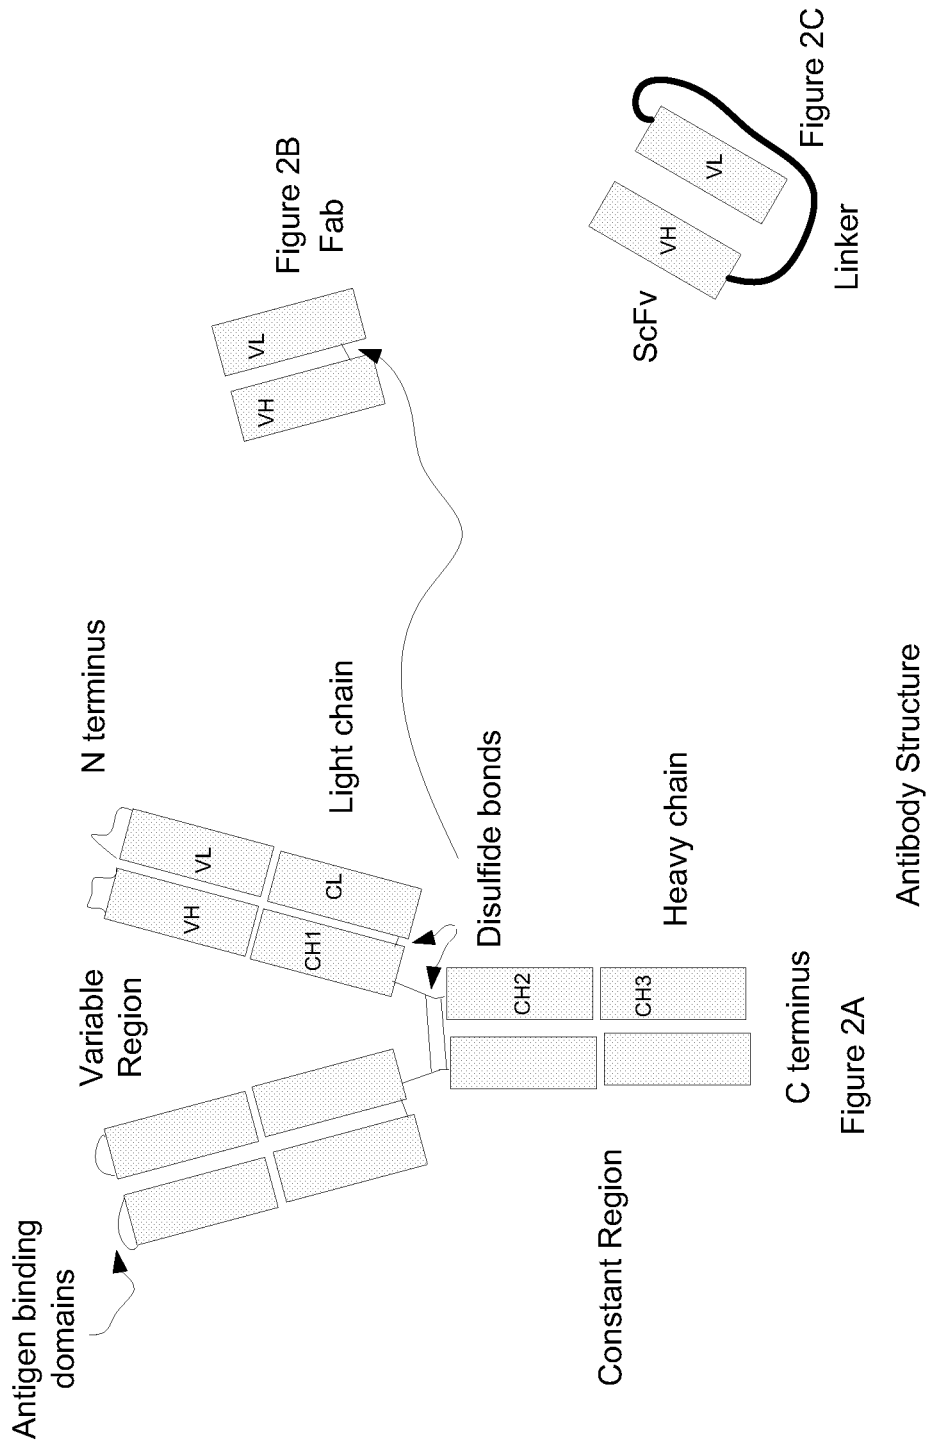 Antigen binding
domains
Variable
Region
N terminus
VH
VL
CH1
CL
Light chain
Disulfide bonds
CH2
CH3
Heavy chain
Constant Region
C terminus
Figure 2A
Antibody Structure
Figure 2B
Fab
VH
VL
ScFv
VH
VL
Linker
Figure 2C